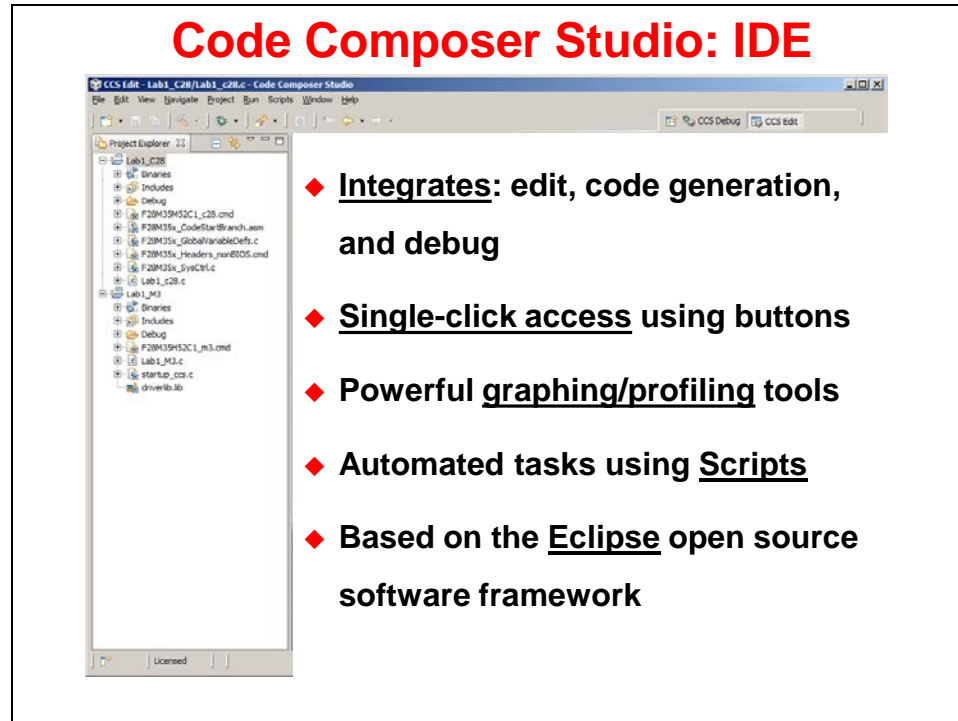 Code Composer Studio: IDE
CCS Edit - Lab1_C28/Lab1_c28.c - Code Composer Studio
File Edit View Navigate Project Run Scripts Window Help
CCS Debug CCS Edit
Project Explorer
Lab1_C28
Binaries
Includes
Debug
F28M35H52C1_c28.cmd
F28M35x_CodeStartBranch.asm
F28M35x_GlobalVariableDefs.c
F28M35x_Headers_nonBIOS.cmd
F28M35x_SysCtrl.c
Lab1_c28.c
Lab1_M3
Binaries
Includes
Debug
F28M35H52C1_m3.cmd
Lab1_M3.c
startup_ccs.c
driverlib.lib
Licensed
Integrates: edit, code generation,
and debug
Single-click access using buttons
Powerful graphing/profiling tools
Automated tasks using Scripts
Based on the Eclipse open source
software framework